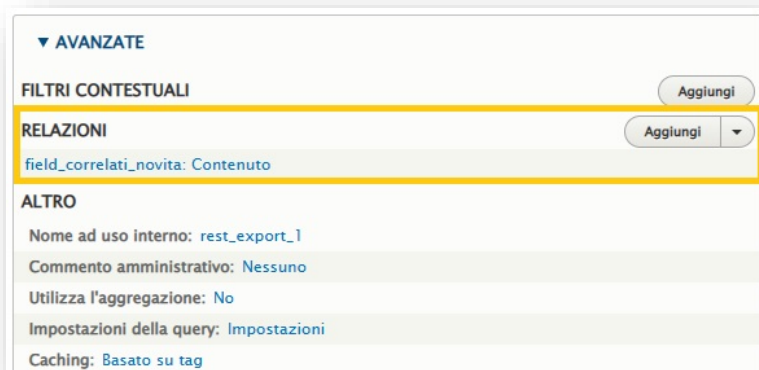 AVANZATE
FILTRI CONTESTUALI Aggiungi
RELAZIONI Aggiungi
field_correlati_novita: Contenuto
ALTRO
Nome ad uso interno: rest_export_1
Commento amministrativo: Nessuno
Utilizza l'aggregazione: No
Impostazioni della query: Impostazioni
Caching: Basato su tag